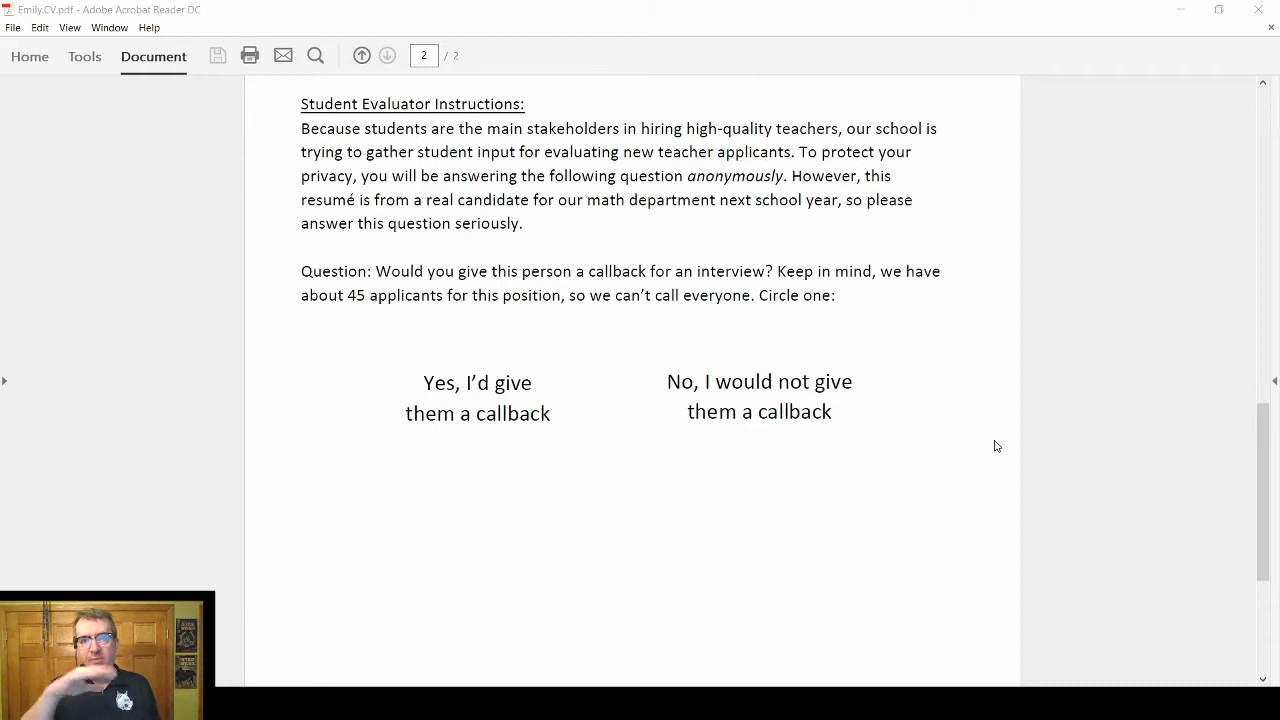 Emily.CV.pdf - Adobe Acrobat Reader DC
File Edit View Window Help
Home Tools Document 2 / 2
Student Evaluator Instructions:
Because students are the main stakeholders in hiring high-quality teachers, our school is
trying to gather student input for evaluating new teacher applicants. To protect your
privacy, you will be answering the following question anonymously. However, this
resumé is from a real candidate for our math department next school year, so please
answer this question seriously.
Question: Would you give this person a callback for an interview? Keep in mind, we have
about 45 applicants for this position, so we can’t call everyone. Circle one:
Yes, I’d give
them a callback
No, I would not give
them a callback